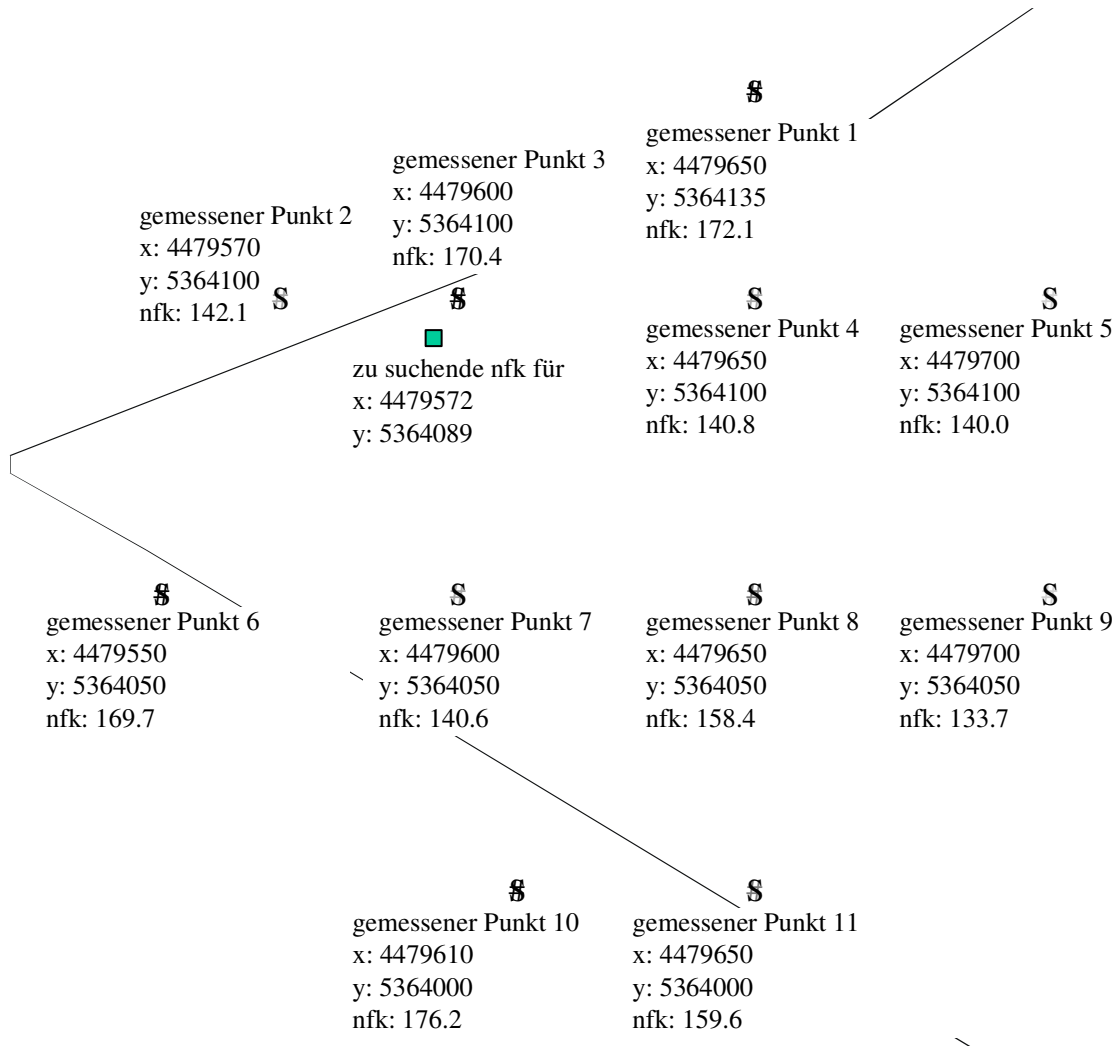 gemessener Punkt 1
x: 4479650
y: 5364135
nfk: 172.1
gemessener Punkt 3
x: 4479600
y: 5364100
nfk: 170.4
gemessener Punkt 2
x: 4479570
y: 5364100
nfk: 142.1
S
S
S
zu suchende nfk für
x: 4479572
y: 5364089
gemessener Punkt 4
x: 4479650
y: 5364100
nfk: 140.8
gemessener Punkt 5
x: 4479700
y: 5364100
nfk: 140.0
S
S
S
gemessener Punkt 6
x: 4479550
y: 5364050
nfk: 169.7
gemessener Punkt 7
x: 4479600
y: 5364050
nfk: 140.6
gemessener Punkt 8
x: 4479650
y: 5364050
nfk: 158.4
gemessener Punkt 9
x: 4479700
y: 5364050
nfk: 133.7
S
gemessener Punkt 10
x: 4479610
y: 5364000
nfk: 176.2
gemessener Punkt 11
x: 4479650
y: 5364000
nfk: 159.6